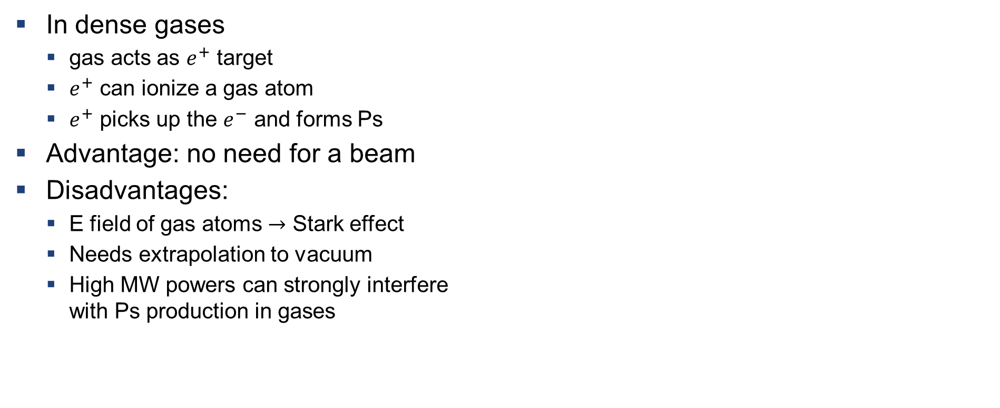 ▪ In dense gases
▪ gas acts as e⁺ target
▪ e⁺ can ionize a gas atom
▪ e⁺ picks up the e⁻ and forms Ps
▪ Advantage: no need for a beam
▪ Disadvantages:
▪ E field of gas atoms → Stark effect
▪ Needs extrapolation to vacuum
▪ High MW powers can strongly interfere
with Ps production in gases